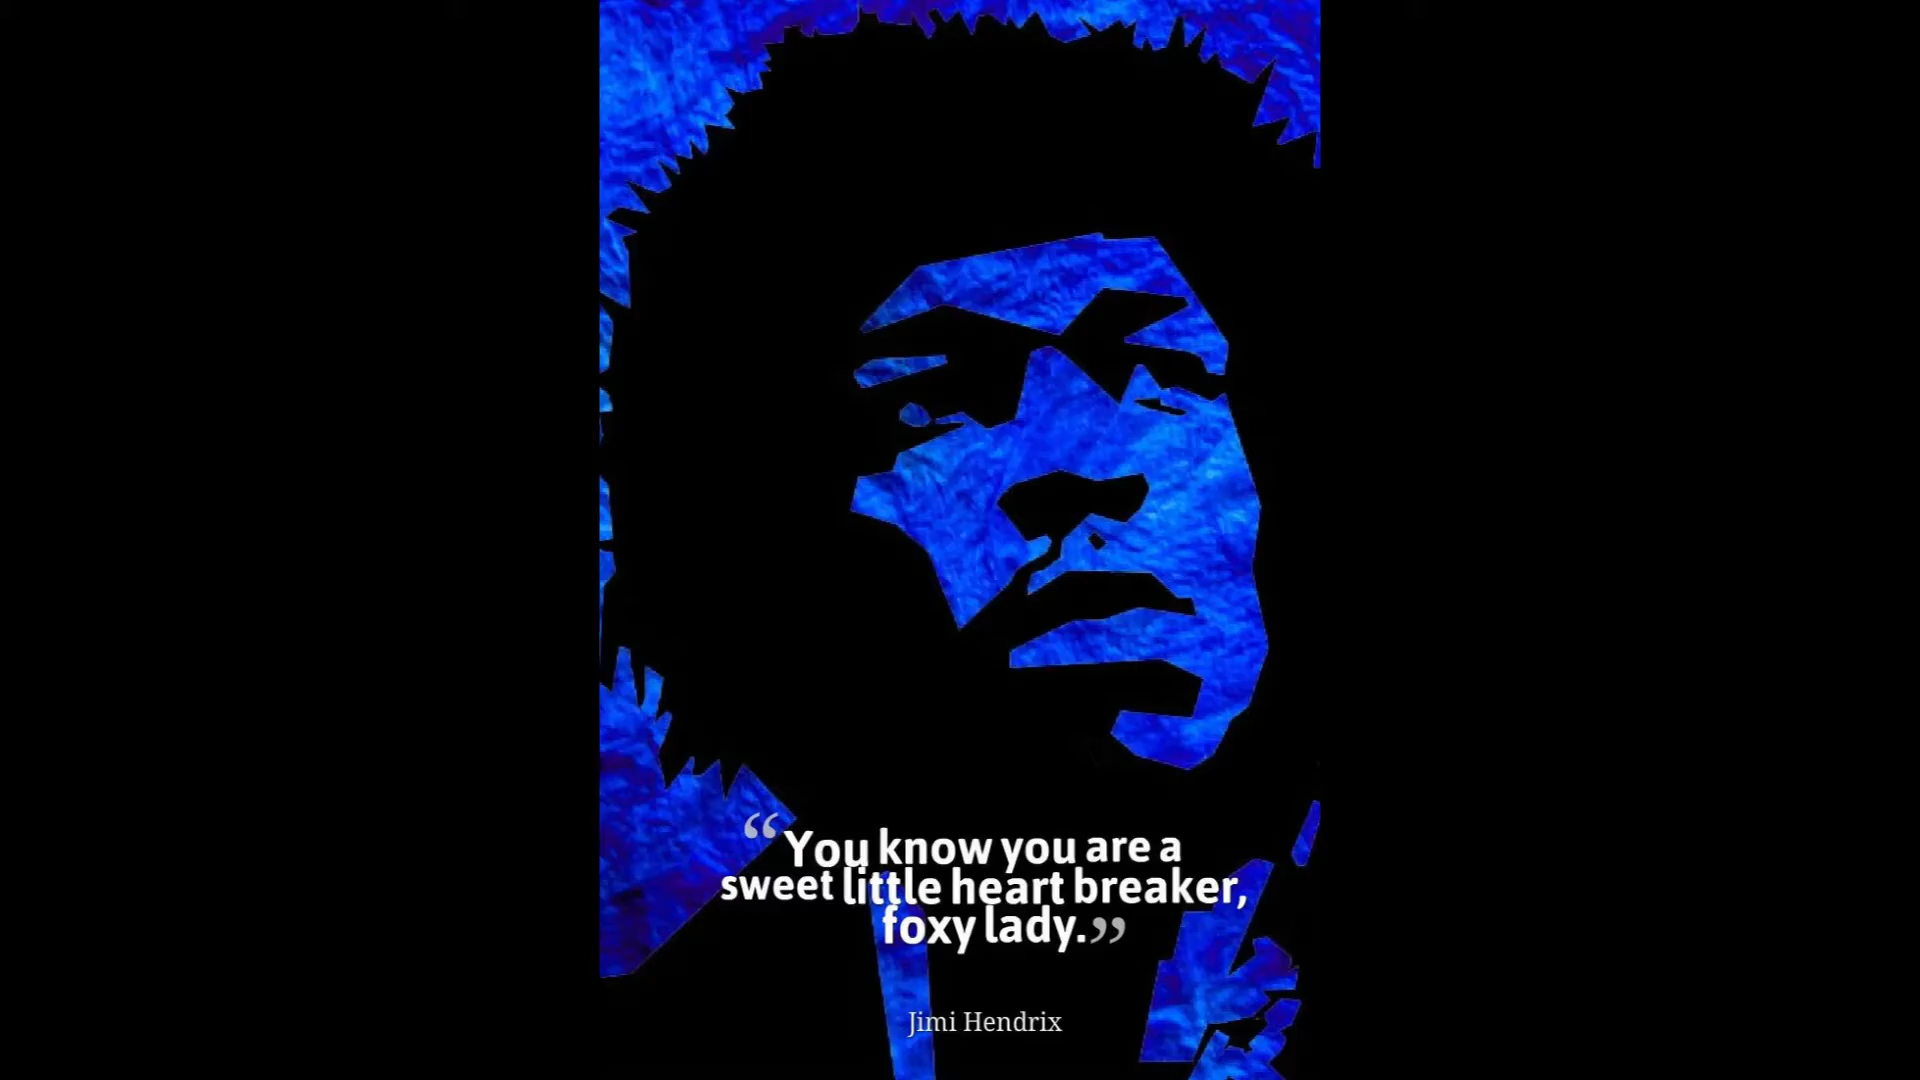 “You know you are a
sweet little heart breaker,
foxy lady.”
Jimi Hendrix